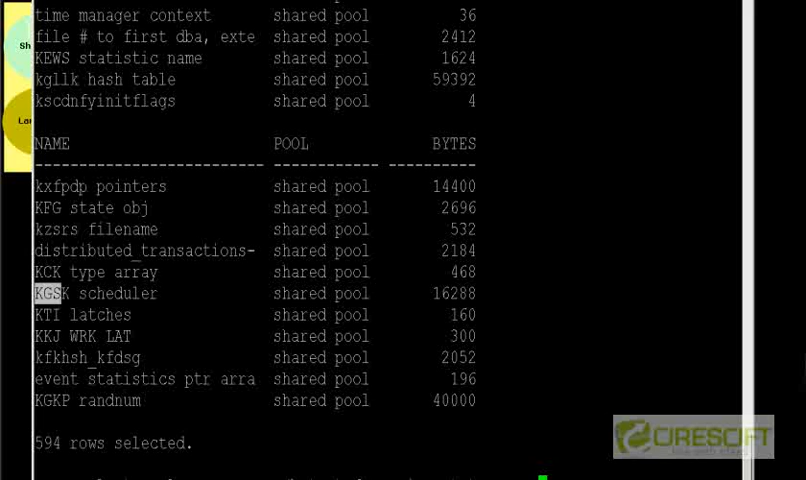 time manager context shared pool 36
file # to first dba, exte shared pool 2412
KEWS statistic name shared pool 1624
kgllk hash table shared pool 59392
kscdnfyinitflags shared pool 4
NAME POOL BYTES
------------------------- ------------ ----------
kxfpdp pointers shared pool 14400
KFG state obj shared pool 2696
kzsrs filename shared pool 532
distributed_transactions- shared pool 2184
KCK type array shared pool 468
KGSK scheduler shared pool 16288
KTI latches shared pool 160
KKJ WRK LAT shared pool 300
kfkhsh_kfdsg shared pool 2052
event statistics ptr arra shared pool 196
KGKP randnum shared pool 40000
594 rows selected.
Sh
La